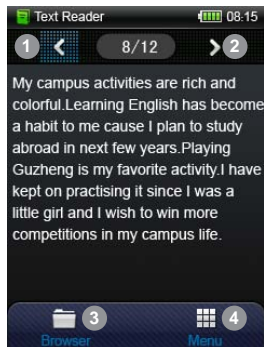 Text Reader 08:15
1 8/12 2
My campus activities are rich and
colorful.Learning English has become
a habit to me cause I plan to study
abroad in next few years.Playing
Guzheng is my favorite activity.I have
kept on practising it since I was a
little girl and I wish to win more
competitions in my campus life.
3 4
Browser Menu